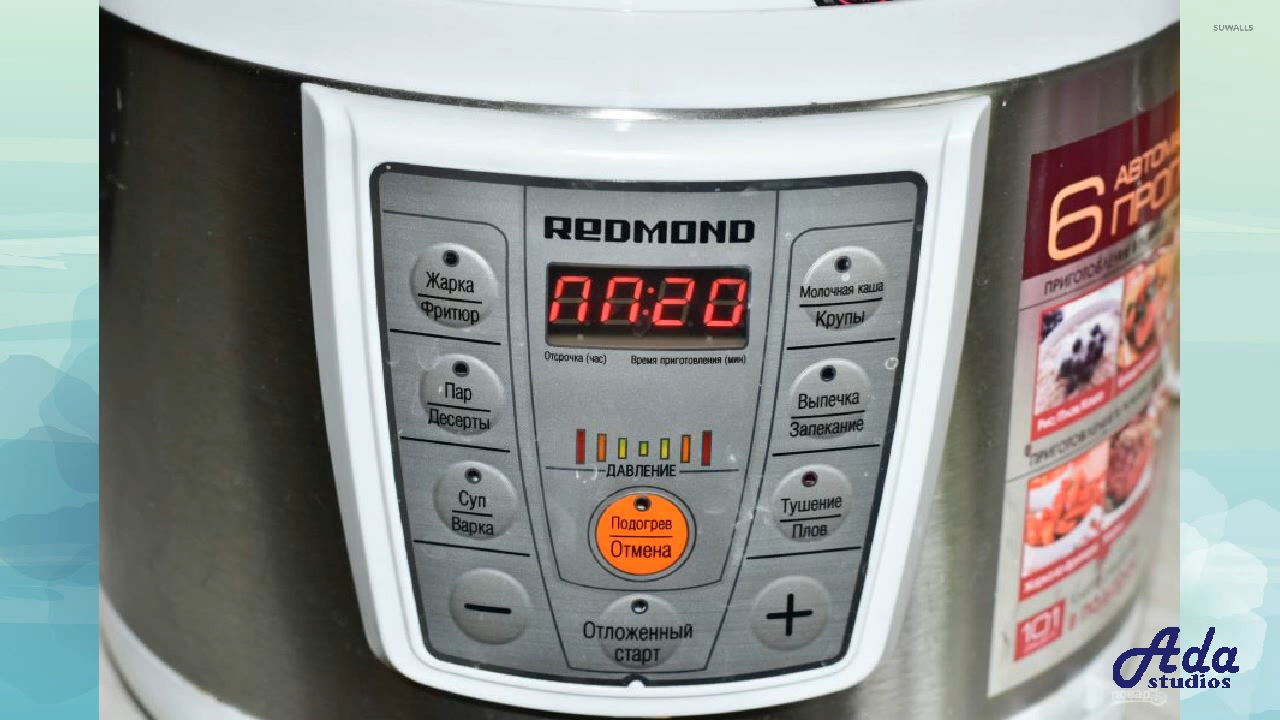 SUWALLS
REDMOND
ПП:20
Отсрочка (час) Время приготовления (мин)
Жарка
Фритюр
Пар
Десерты
Суп
Варка
ДАВЛЕНИЕ
Подогрев
Отмена
Отложенный
старт
Молочная каша
Крупы
Выпечка
Запекание
Тушение
Плов
6
101
Ada
studios